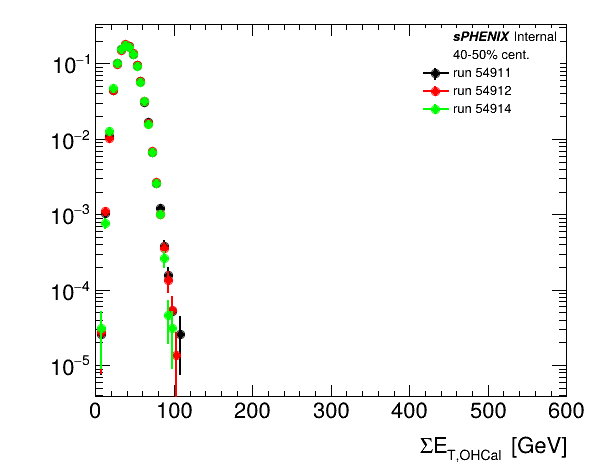 sPHENIX Internal
40-50% cent.
run 54911
run 54912
run 54914
10⁻¹
10⁻²
10⁻³
10⁻⁴
10⁻⁵
0 100 200 300 400 500 600
ΣE_T,OHCal [GeV]